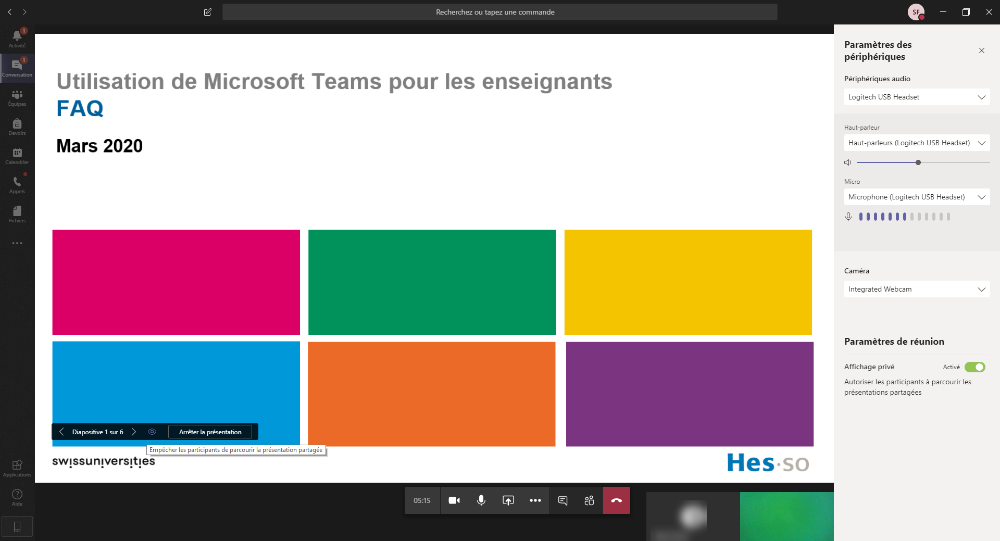 Recherchez ou tapez une commande
SF
1
Activité
1
Conversation
Équipes
Devoirs
Calendrier
Appels
Fichiers
Applications
Aide
Utilisation de Microsoft Teams pour les enseignants
FAQ
Mars 2020
Diapositive 1 sur 6
Arrêter la présentation
Empêcher les participants de parcourir la présentation partagée
swissuniversities
Hes·so
05:15
Paramètres des
périphériques
Périphériques audio
Logitech USB Headset
Haut-parleur
Haut-parleurs (Logitech USB Headset)
Micro
Microphone (Logitech USB Headset)
Caméra
Integrated Webcam
Paramètres de réunion
Affichage privé
Activé
Autoriser les participants à parcourir les
présentations partagées